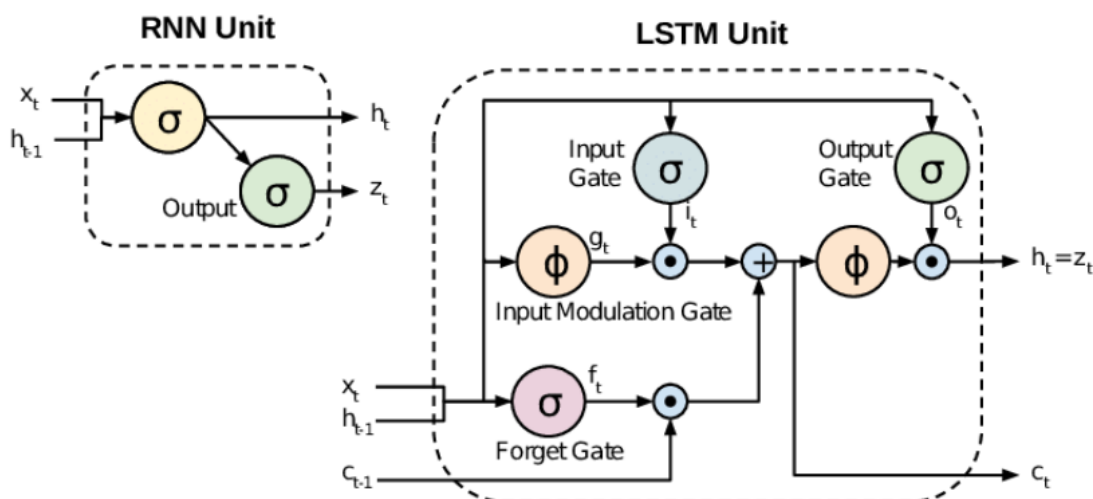 RNN Unit
x_t
h_t-1
σ
h_t
Output
σ
z_t
LSTM Unit
Input
Gate
σ
i_t
Output
Gate
σ
o_t
ϕ
g_t
Input Modulation Gate
+
ϕ
h_t=z_t
x_t
h_t-1
σ
f_t
Forget Gate
c_t-1
c_t